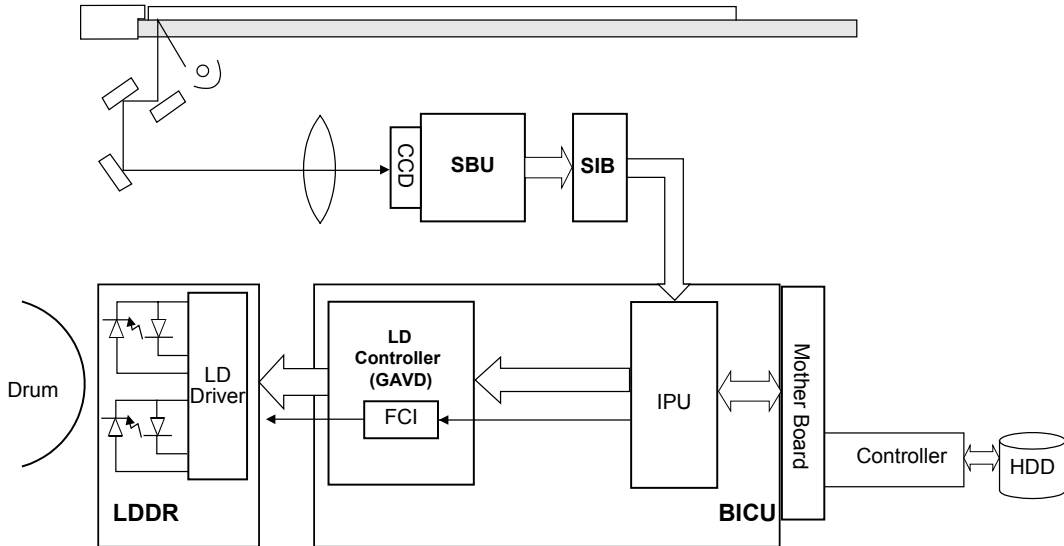 CCD
SBU
SIB
Drum
LD
Driver
LDDR
LD
Controller
(GAVD)
FCI
IPU
BICU
Mother Board
Controller
HDD